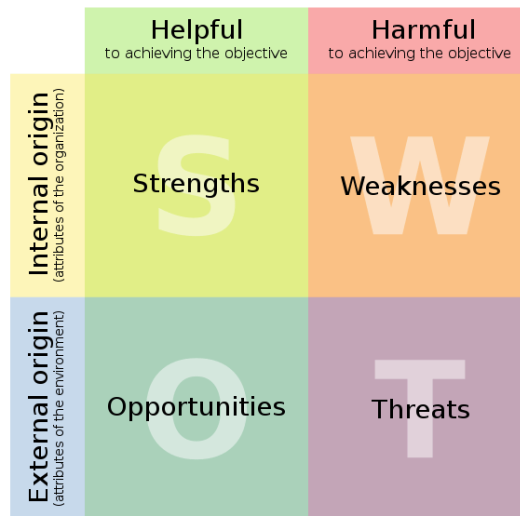 Helpful
to achieving the objective
Harmful
to achieving the objective
Internal origin
(attributes of the organization)
S
Strengths
W
Weaknesses
External origin
(attributes of the environment)
O
Opportunities
T
Threats